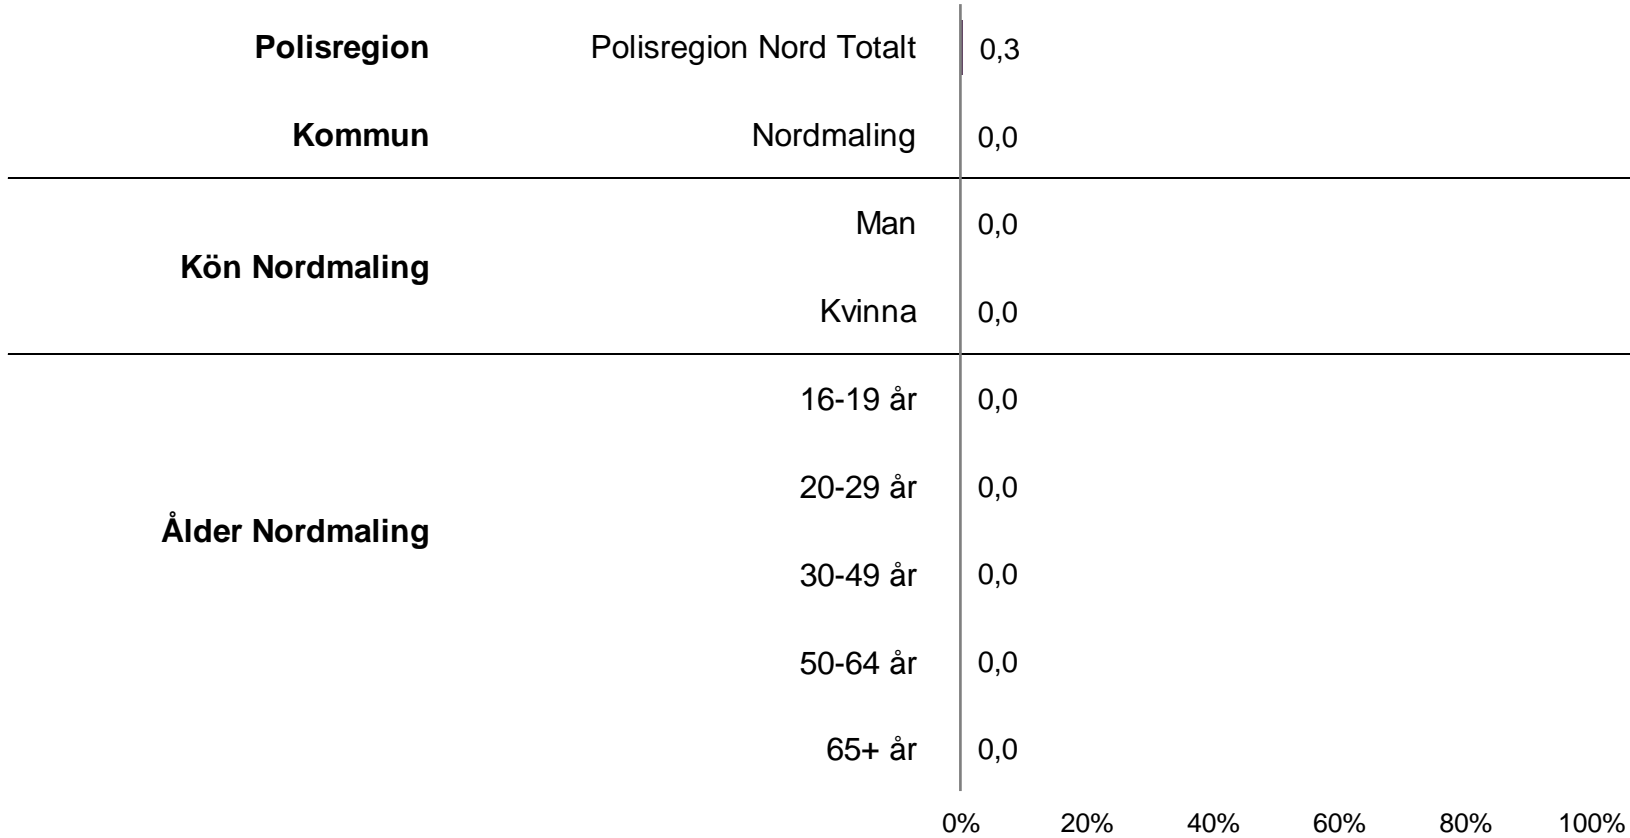 Polisregion Polisregion Nord Totalt 0,3
Kommun Nordmaling 0,0
Man 0,0
Kön Nordmaling
Kvinna 0,0
16-19 år 0,0
20-29 år 0,0
Ålder Nordmaling
30-49 år 0,0
50-64 år 0,0
65+ år 0,0
0% 20% 40% 60% 80% 100%